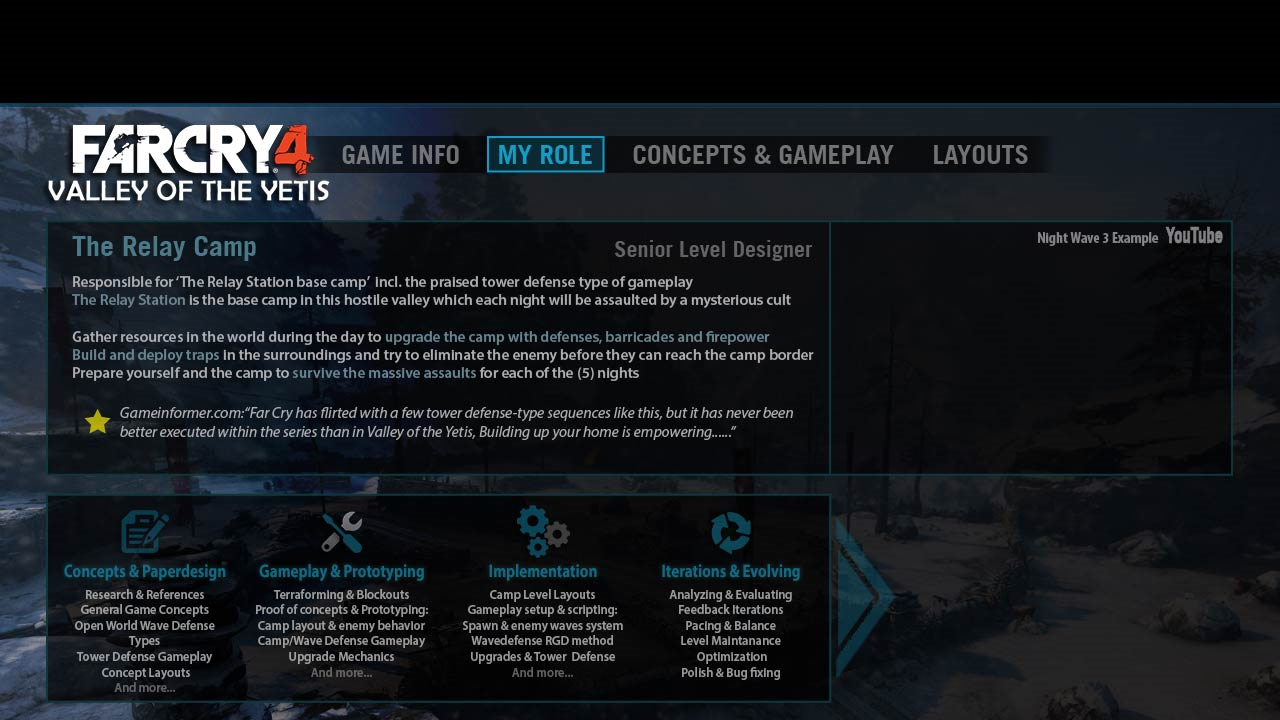 FARCRY4
VALLEY OF THE YETIS
GAME INFO
MY ROLE
CONCEPTS & GAMEPLAY
LAYOUTS
The Relay Camp
Senior Level Designer
Responsible for ‘The Relay Station base camp’ incl. the praised tower defense type of gameplay
The Relay Station is the base camp in this hostile valley which each night will be assaulted by a mysterious cult
Gather resources in the world during the day to upgrade the camp with defenses, barricades and firepower
Build and deploy traps in the surroundings and try to eliminate the enemy before they can reach the camp border
Prepare yourself and the camp to survive the massive assaults for each of the (5) nights
Gameinformer.com:“Far Cry has flirted with a few tower defense-type sequences like this, but it has never been
better executed within the series than in Valley of the Yetis, Building up your home is empowering......”
Night Wave 3 Example YouTube
Concepts & Paperdesign
Research & References
General Game Concepts
Open World Wave Defense
Types
Tower Defense Gameplay
Concept Layouts
And more...
Gameplay & Prototyping
Terraforming & Blockouts
Proof of concepts & Prototyping:
Camp layout & enemy behavior
Camp/Wave Defense Gameplay
Upgrade Mechanics
And more...
Implementation
Camp Level Layouts
Gameplay setup & scripting:
Spawn & enemy waves system
Wavedefense RGD method
Upgrades & Tower Defense
And more...
Iterations & Evolving
Analyzing & Evaluating
Feedback Iterations
Pacing & Balance
Level Maintanance
Optimization
Polish & Bug fixing